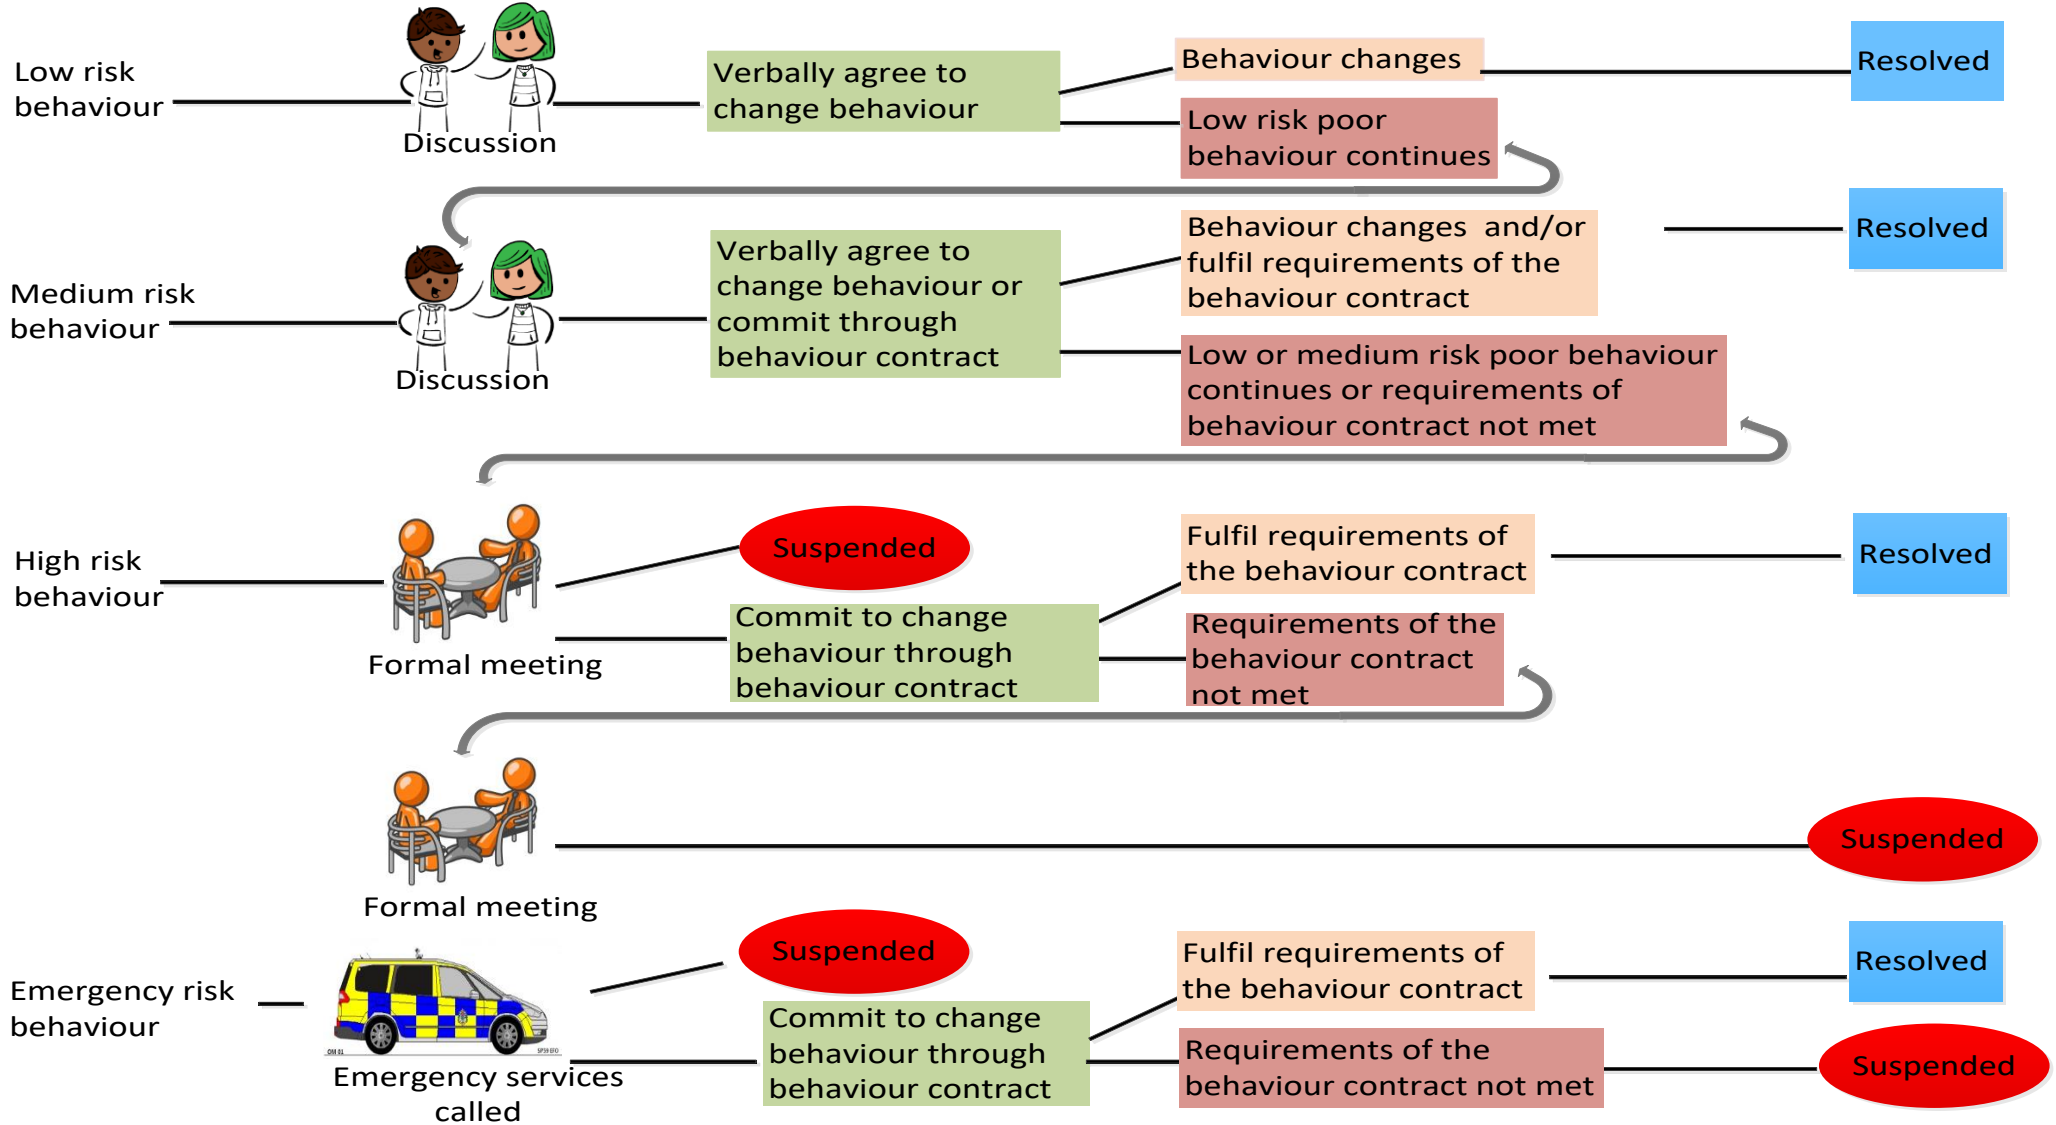 Low risk
behaviour
Discussion
Verbally agree to
change behaviour
Behaviour changes
Resolved
Low risk poor
behaviour continues
Medium risk
behaviour
Discussion
Verbally agree to
change behaviour or
commit through
behaviour contract
Behaviour changes  and/or
fulfil requirements of the
behaviour contract
Resolved
Low or medium risk poor behaviour
continues or requirements of
behaviour contract not met
High risk
behaviour
Formal meeting
Suspended
Commit to change
behaviour through
behaviour contract
Fulfil requirements of
the behaviour contract
Resolved
Requirements of the
behaviour contract
not met
Formal meeting
Suspended
Emergency risk
behaviour
OM 01
SP59 EFO
Emergency services
called
Suspended
Commit to change
behaviour through
behaviour contract
Fulfil requirements of
the behaviour contract
Resolved
Requirements of the
behaviour contract not met
Suspended